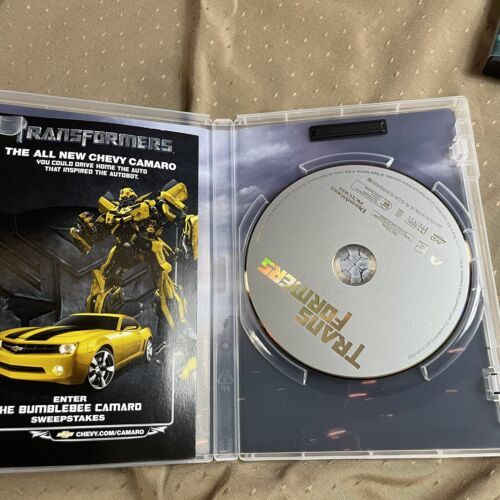 TRANSFORMERS
THE ALL NEW CHEVY CAMARO
YOU COULD DRIVE HOME THE AUTO
THAT INSPIRED THE AUTOBOT.
ENTER
HE BUMBLEBEE CAMARO
SWEEPSTAKES
CHEVY.COM/CAMARO
TRANS
FORMERS